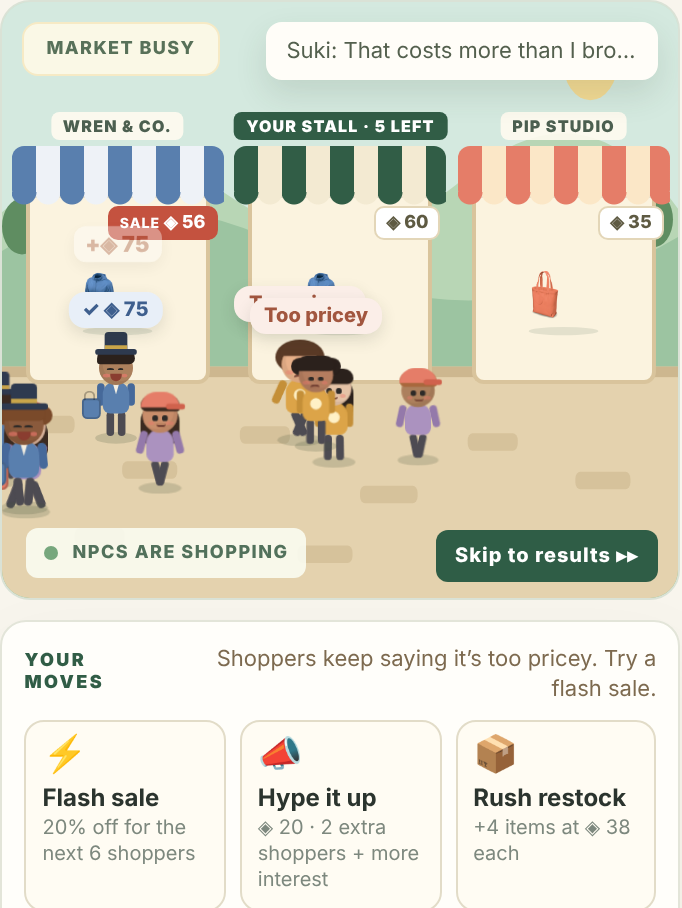 MARKET BUSY
Suki: That costs more than I bro...
WREN & CO.
YOUR STALL · 5 LEFT
PIP STUDIO
SALE ◈ 56
◈ 60
◈ 35
+◈ 75
✓ ◈ 75
Too pricey
NPCS ARE SHOPPING
Skip to results ▸▸
YOUR
MOVES
Shoppers keep saying it’s too pricey. Try a
flash sale.
Flash sale
20% off for the
next 6 shoppers
Hype it up
◈ 20 · 2 extra
shoppers + more
interest
Rush restock
+4 items at ◈ 38
each